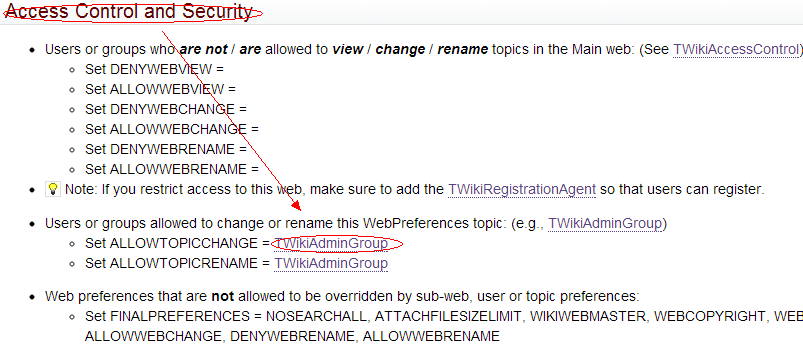 Access Control and Security
Users or groups who are not / are allowed to view / change / rename topics in the Main web: (See TWikiAccessControl)
Set DENYWEBVIEW =
Set ALLOWWEBVIEW =
Set DENYWEBCHANGE =
Set ALLOWWEBCHANGE =
Set DENYWEBRENAME =
Set ALLOWWEBRENAME =
Note: If you restrict access to this web, make sure to add the TWikiRegistrationAgent so that users can register.
Users or groups allowed to change or rename this WebPreferences topic: (e.g., TWikiAdminGroup)
Set ALLOWTOPICCHANGE = TWikiAdminGroup
Set ALLOWTOPICRENAME = TWikiAdminGroup
Web preferences that are not allowed to be overridden by sub-web, user or topic preferences:
Set FINALPREFERENCES = NOSEARCHALL, ATTACHFILESIZELIMIT, WIKIWEBMASTER, WEBCOPYRIGHT, WEB
ALLOWWEBCHANGE, DENYWEBRENAME, ALLOWWEBRENAME